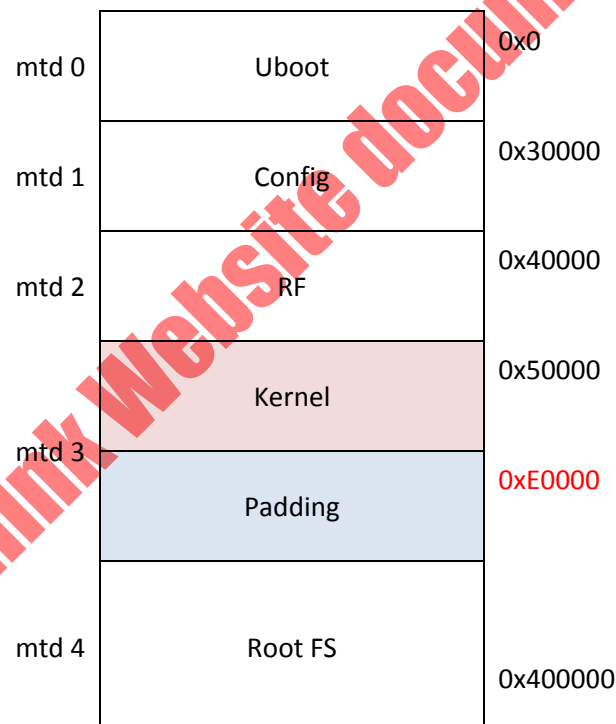 mtd 0
Uboot
0x0
mtd 1
Config
0x30000
mtd 2
RF
0x40000
mtd 3
Kernel
0x50000
Padding
0xE0000
mtd 4
Root FS
0x400000
Website